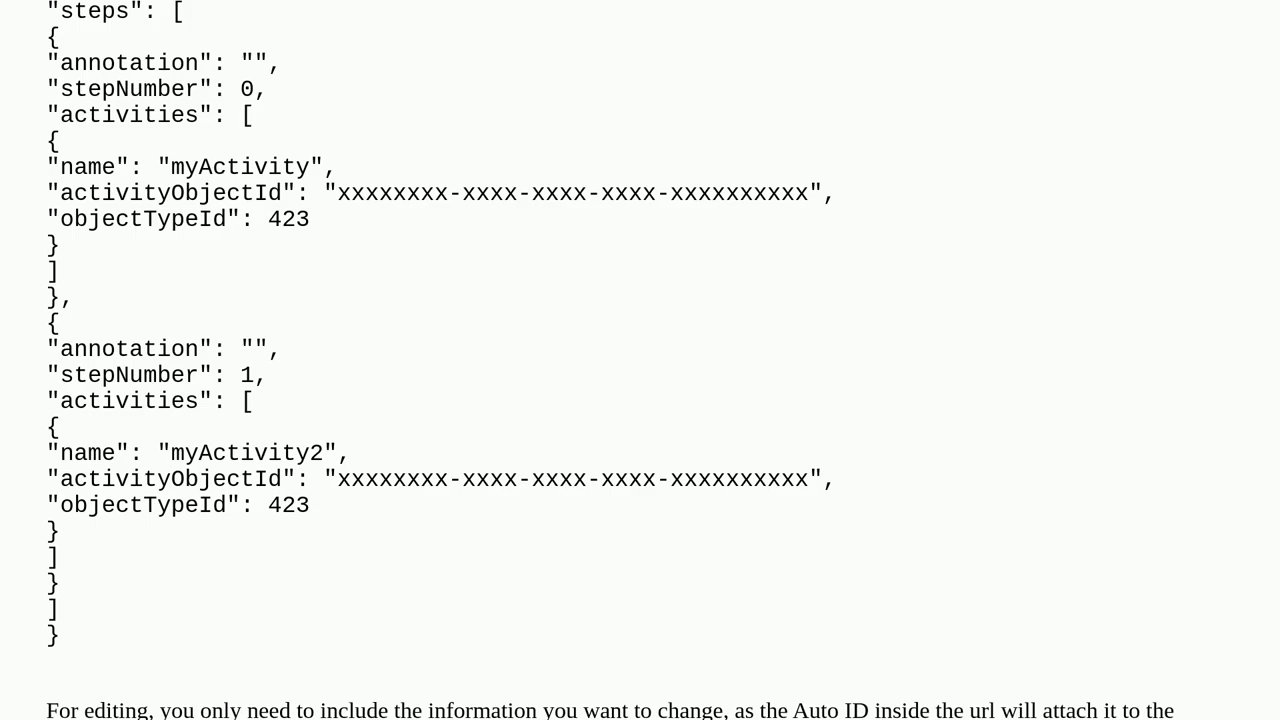 "steps": [
{
"annotation": "",
"stepNumber": 0,
"activities": [
{
"name": "myActivity",
"activityObjectId": "xxxxxxxx-xxxx-xxxx-xxxx-xxxxxxxxxx",
"objectTypeId": 423
}
]
},
{
"annotation": "",
"stepNumber": 1,
"activities": [
{
"name": "myActivity2",
"activityObjectId": "xxxxxxxx-xxxx-xxxx-xxxx-xxxxxxxxxx",
"objectTypeId": 423
}
]
}
]
}
For editing, you only need to include the information you want to change, as the Auto ID inside the url will attach it to the